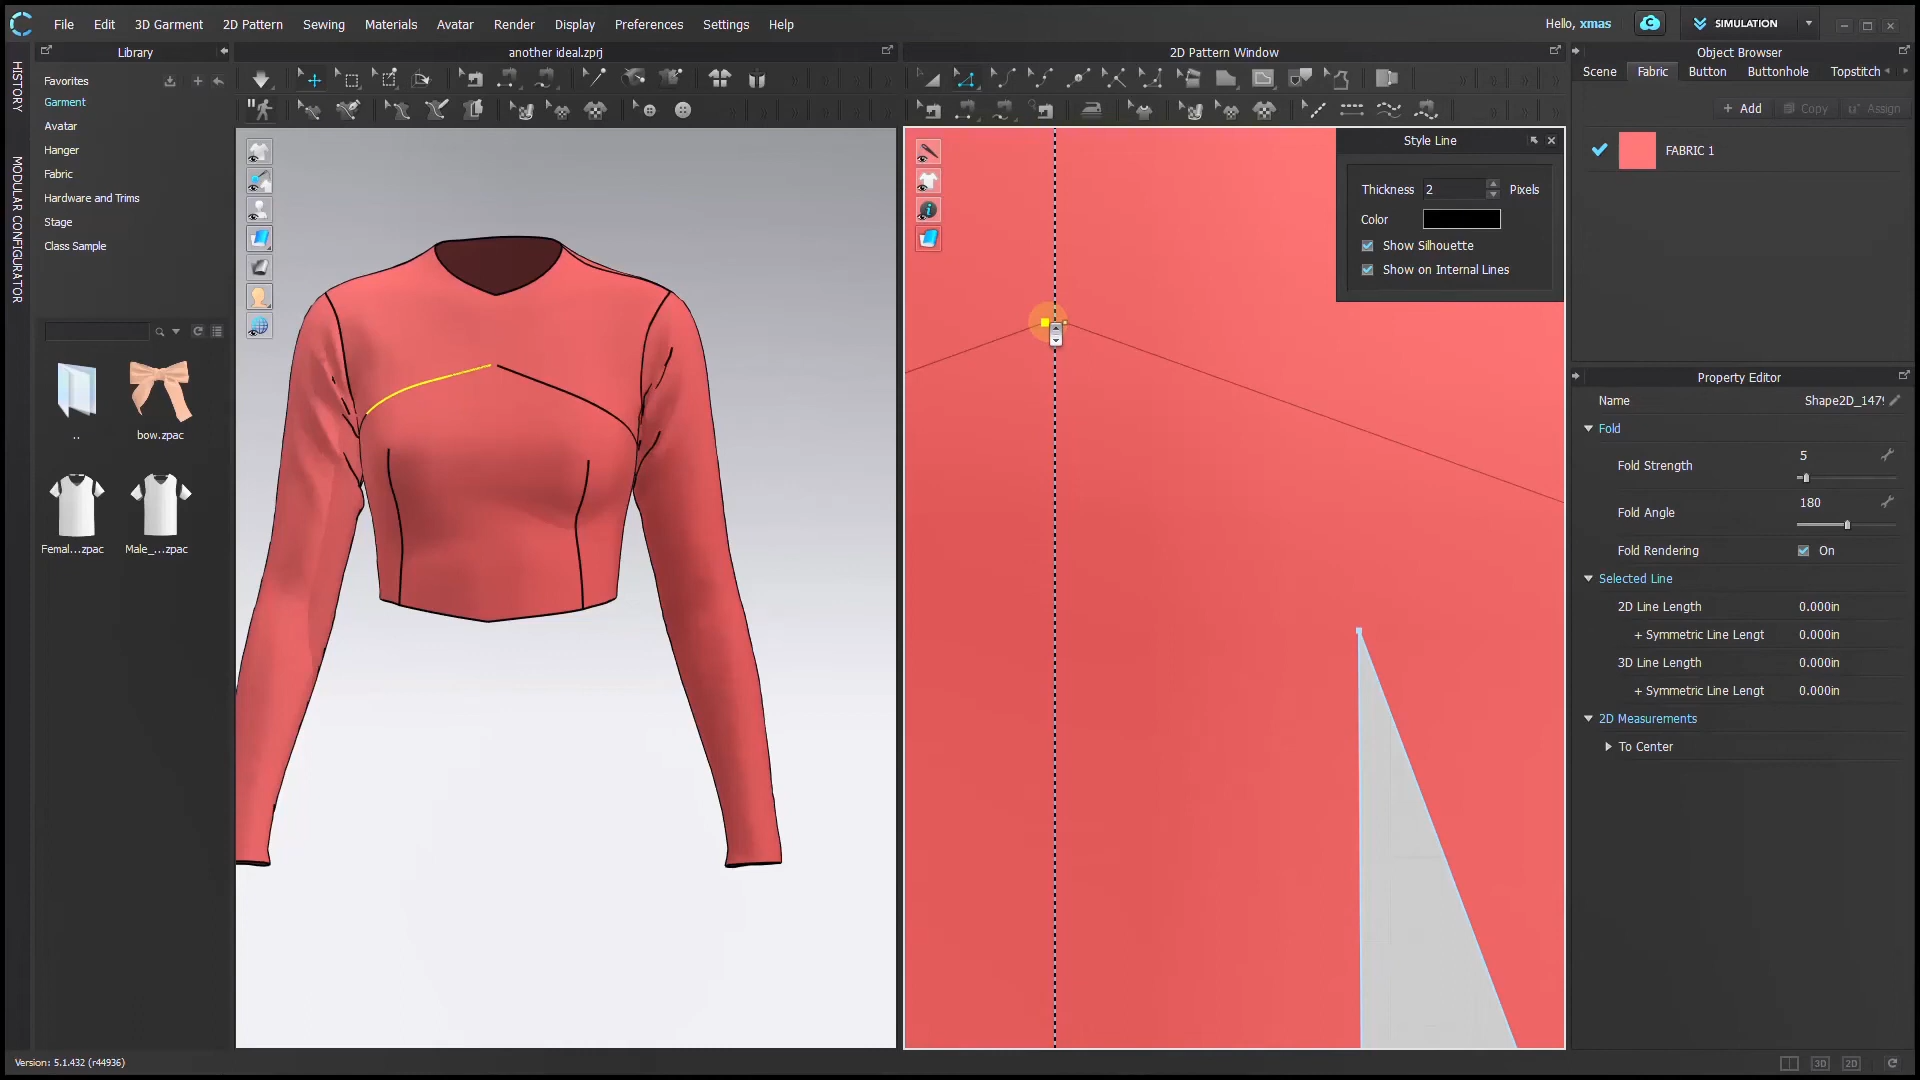 File
Edit
3D Garment
2D Pattern
Sewing
Materials
Avatar
Render
Display
Preferences
Settings
Help
Hello, xmas
SIMULATION
HISTORY
MODULAR CONFIGURATOR
Library
Favorites
Garment
Avatar
Hanger
Fabric
Hardware and Trims
Stage
Class Sample
..
bow.zpac
Femal...zpac
Male_...zpac
another ideal.zprj
2D Pattern Window
Style Line
Thickness 2 Pixels
Color
Show Silhouette
Show on Internal Lines
Object Browser
Scene
Fabric
Button
Buttonhole
Topstitch
+ Add
Copy
Assign
FABRIC 1
Property Editor
Name Shape2D_1479
Fold
Fold Strength 5
Fold Angle 180
Fold Rendering On
Selected Line
2D Line Length 0.000in
+ Symmetric Line Lengt 0.000in
3D Line Length 0.000in
+ Symmetric Line Lengt 0.000in
2D Measurements
To Center
Version: 5.1.432 (r44936)
3D
2D